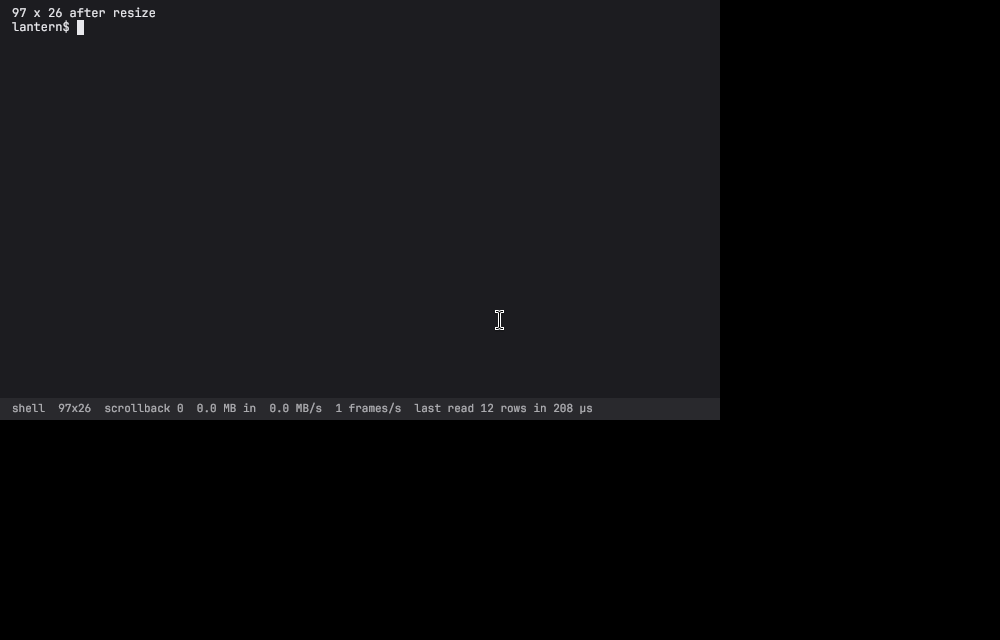 97 x 26 after resize
lantern$
shell  97x26  scrollback 0  0.0 MB in  0.0 MB/s  1 frames/s  last read 12 rows in 208 µs